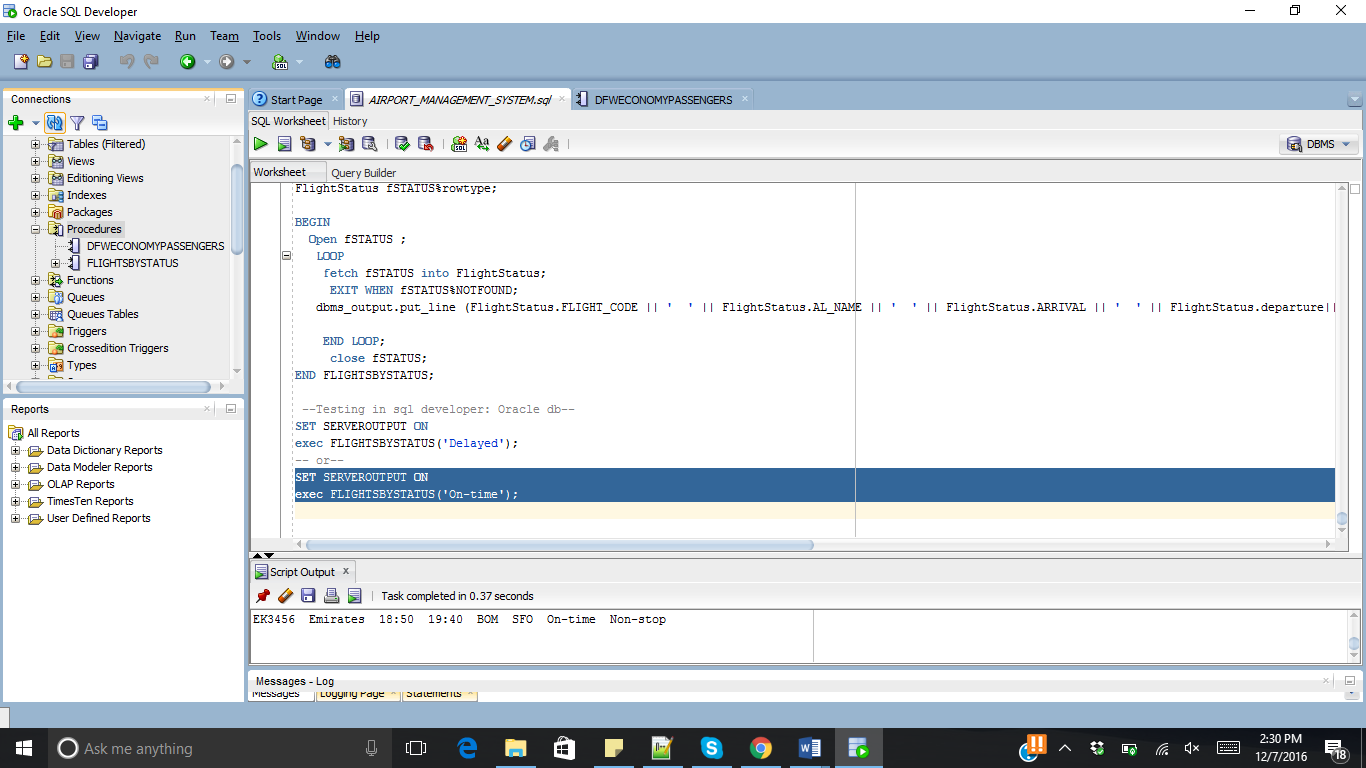 Oracle SQL Developer
File Edit View Navigate Run Team Tools Window Help
Connections
Tables (Filtered)
Views
Editioning Views
Indexes
Packages
Procedures
DFWECONOMYPASSENGERS
FLIGHTSBYSTATUS
Functions
Queues
Queues Tables
Triggers
Crossedition Triggers
Types
Reports
All Reports
Data Dictionary Reports
Data Modeler Reports
OLAP Reports
TimesTen Reports
User Defined Reports
Start Page AIRPORT_MANAGEMENT_SYSTEM.sql DFWECONOMYPASSENGERS
SQL Worksheet History
DBMS
Worksheet Query Builder
FlightStatus fSTATUS%rowtype;
BEGIN
Open fSTATUS ;
LOOP
fetch fSTATUS into FlightStatus;
EXIT WHEN fSTATUS%NOTFOUND;
dbms_output.put_line (FlightStatus.FLIGHT_CODE || '  ' || FlightStatus.AL_NAME || '  ' || FlightStatus.ARRIVAL || '  ' || FlightStatus.departure||
END LOOP;
close fSTATUS;
END FLIGHTSBYSTATUS;
--Testing in sql developer: Oracle db--
SET SERVEROUTPUT ON
exec FLIGHTSBYSTATUS('Delayed');
-- or--
SET SERVEROUTPUT ON
exec FLIGHTSBYSTATUS('On-time');
Script Output
Task completed in 0.37 seconds
EK3456  Emirates  18:50  19:40  BOM  SFO  On-time  Non-stop
Messages - Log
Messages Logging Page Statements
Ask me anything
2:30 PM
12/7/2016
18